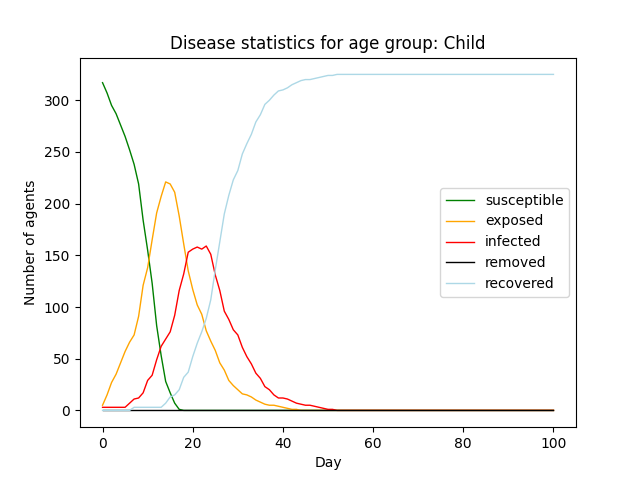 Disease statistics for age group: Child
Number of agents
300
250
200
150
100
50
0
susceptible
exposed
infected
removed
recovered
0 20 40 60 80 100
Day